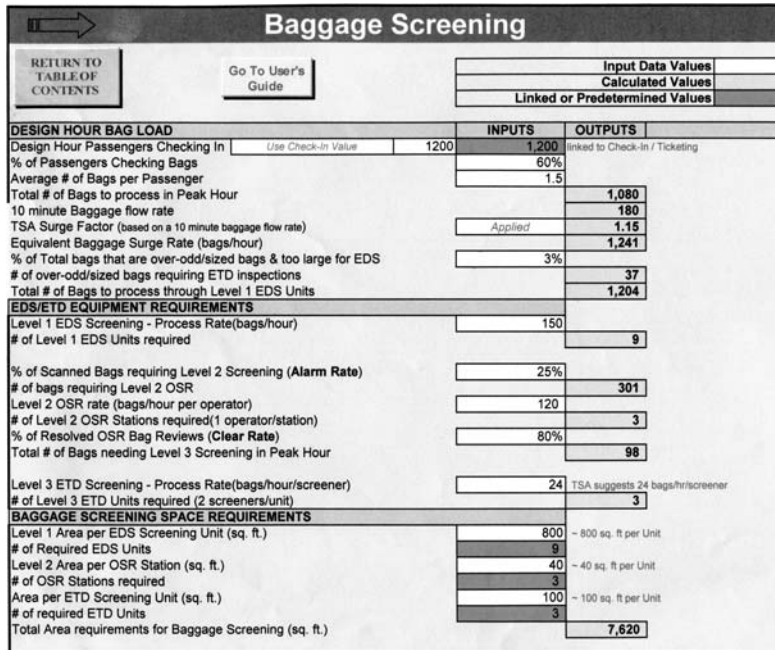 Baggage Screening
RETURN TO
TABLE OF
CONTENTS
Go To User's
Guide
Input Data Values
Calculated Values
Linked or Predetermined Values
DESIGN HOUR BAG LOAD INPUTS OUTPUTS
Design Hour Passengers Checking In Use Check-In Value 1200 1,200 linked to Check-In / Ticketing
% of Passengers Checking Bags 60%
Average # of Bags per Passenger 1.5
Total # of Bags to process in Peak Hour 1,080
10 minute Baggage flow rate 180
TSA Surge Factor (based on a 10 minute baggage flow rate) Applied 1.15
Equivalent Baggage Surge Rate (bags/hour) 1,241
% of Total bags that are over-odd/sized bags & too large for EDS 3%
# of over-odd/sized bags requiring ETD inspections 37
Total # of Bags to process through Level 1 EDS Units 1,204
EDS/ETD EQUIPMENT REQUIREMENTS
Level 1 EDS Screening - Process Rate(bags/hour) 150
# of Level 1 EDS Units required 9
% of Scanned Bags requiring Level 2 Screening (Alarm Rate) 25%
# of bags requiring Level 2 OSR 301
Level 2 OSR rate (bags/hour per operator) 120
# of Level 2 OSR Stations required(1 operator/station) 3
% of Resolved OSR Bag Reviews (Clear Rate) 80%
Total # of Bags needing Level 3 Screening in Peak Hour 98
Level 3 ETD Screening - Process Rate(bags/hour/screener) 24 TSA suggests 24 bags/hr/screener
# of Level 3 ETD Units required (2 screeners/unit) 3
BAGGAGE SCREENING SPACE REQUIREMENTS
Level 1 Area per EDS Screening Unit (sq. ft.) 800 ~ 800 sq. ft per Unit
# of Required EDS Units 9
Level 2 Area per OSR Station (sq. ft.) 40 ~ 40 sq. ft per Unit
# of OSR Stations required 3
Area per ETD Screening Unit (sq. ft.) 100 ~ 100 sq. ft per Unit
# of required ETD Units 3
Total Area requirements for Baggage Screening (sq. ft.) 7,620